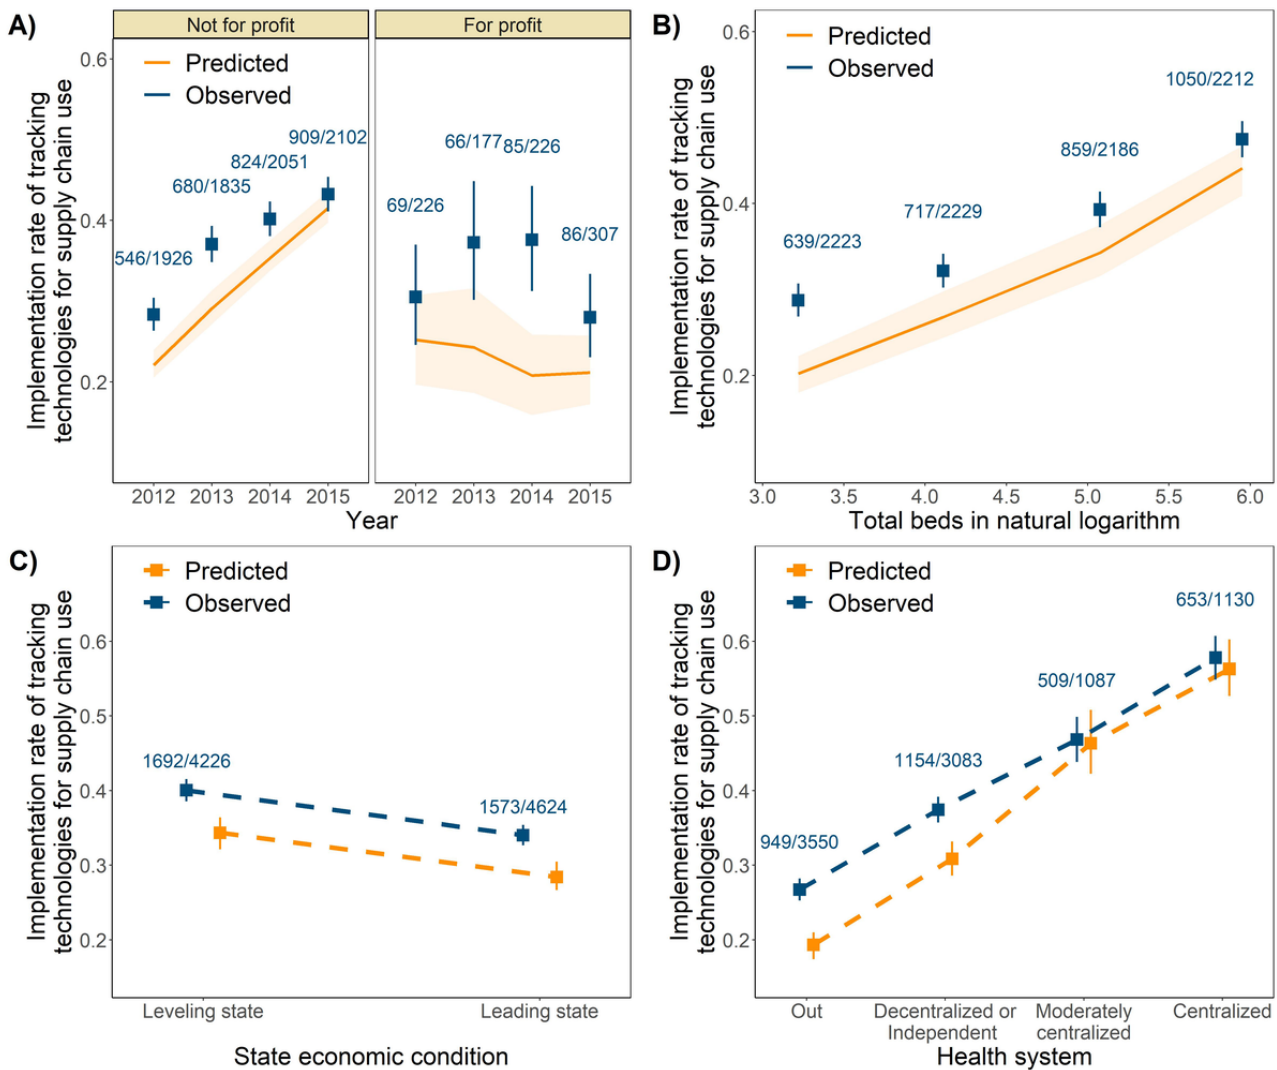 A)
Not for profit
For profit
Implementation rate of tracking
technologies for supply chain use
0.6
0.4
0.2
Predicted
Observed
546/1926
680/1835
824/2051
909/2102
69/226
66/177
85/226
86/307
2012 2013 2014 2015
2012 2013 2014 2015
Year
B)
Implementation rate of tracking
technologies for supply chain use
0.6
0.4
0.2
Predicted
Observed
639/2223
717/2229
859/2186
1050/2212
3.0 3.5 4.0 4.5 5.0 5.5 6.0
Total beds in natural logarithm
C)
Implementation rate of tracking
technologies for supply chain use
0.6
0.5
0.4
0.3
0.2
Predicted
Observed
1692/4226
1573/4624
Leveling state
Leading state
State economic condition
D)
Implementation rate of tracking
technologies for supply chain use
0.6
0.5
0.4
0.3
0.2
Predicted
Observed
949/3550
1154/3083
509/1087
653/1130
Out
Decentralized or
Independent
Moderately
centralized
Centralized
Health system